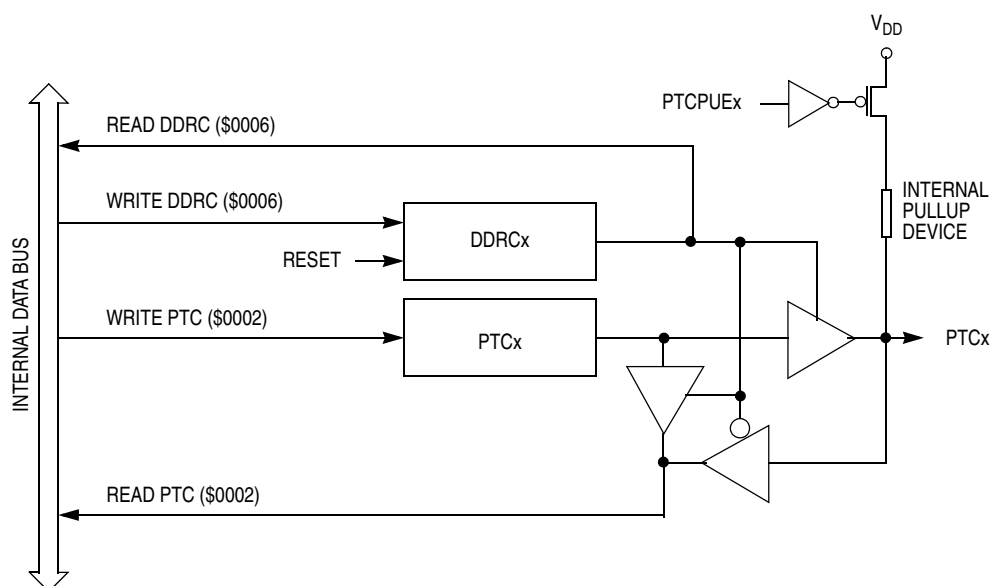 VDD
PTCPUEx
READ DDRC ($0006)
WRITE DDRC ($0006)
INTERNAL
PULLUP
DEVICE
DDRCx
RESET
INTERNAL DATA BUS
WRITE PTC ($0002)
PTCx
PTCx
READ PTC ($0002)